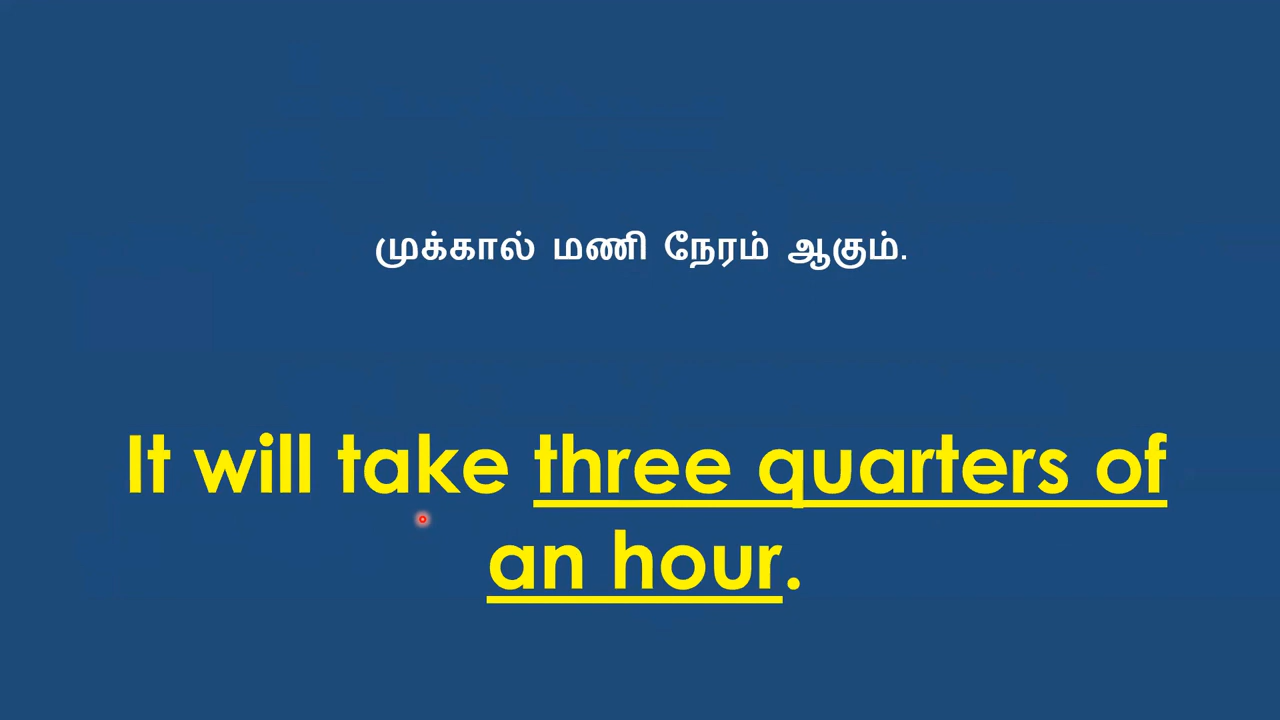 முக்கால் மணி நேரம் ஆகும்.
It will take three quarters of
an hour.